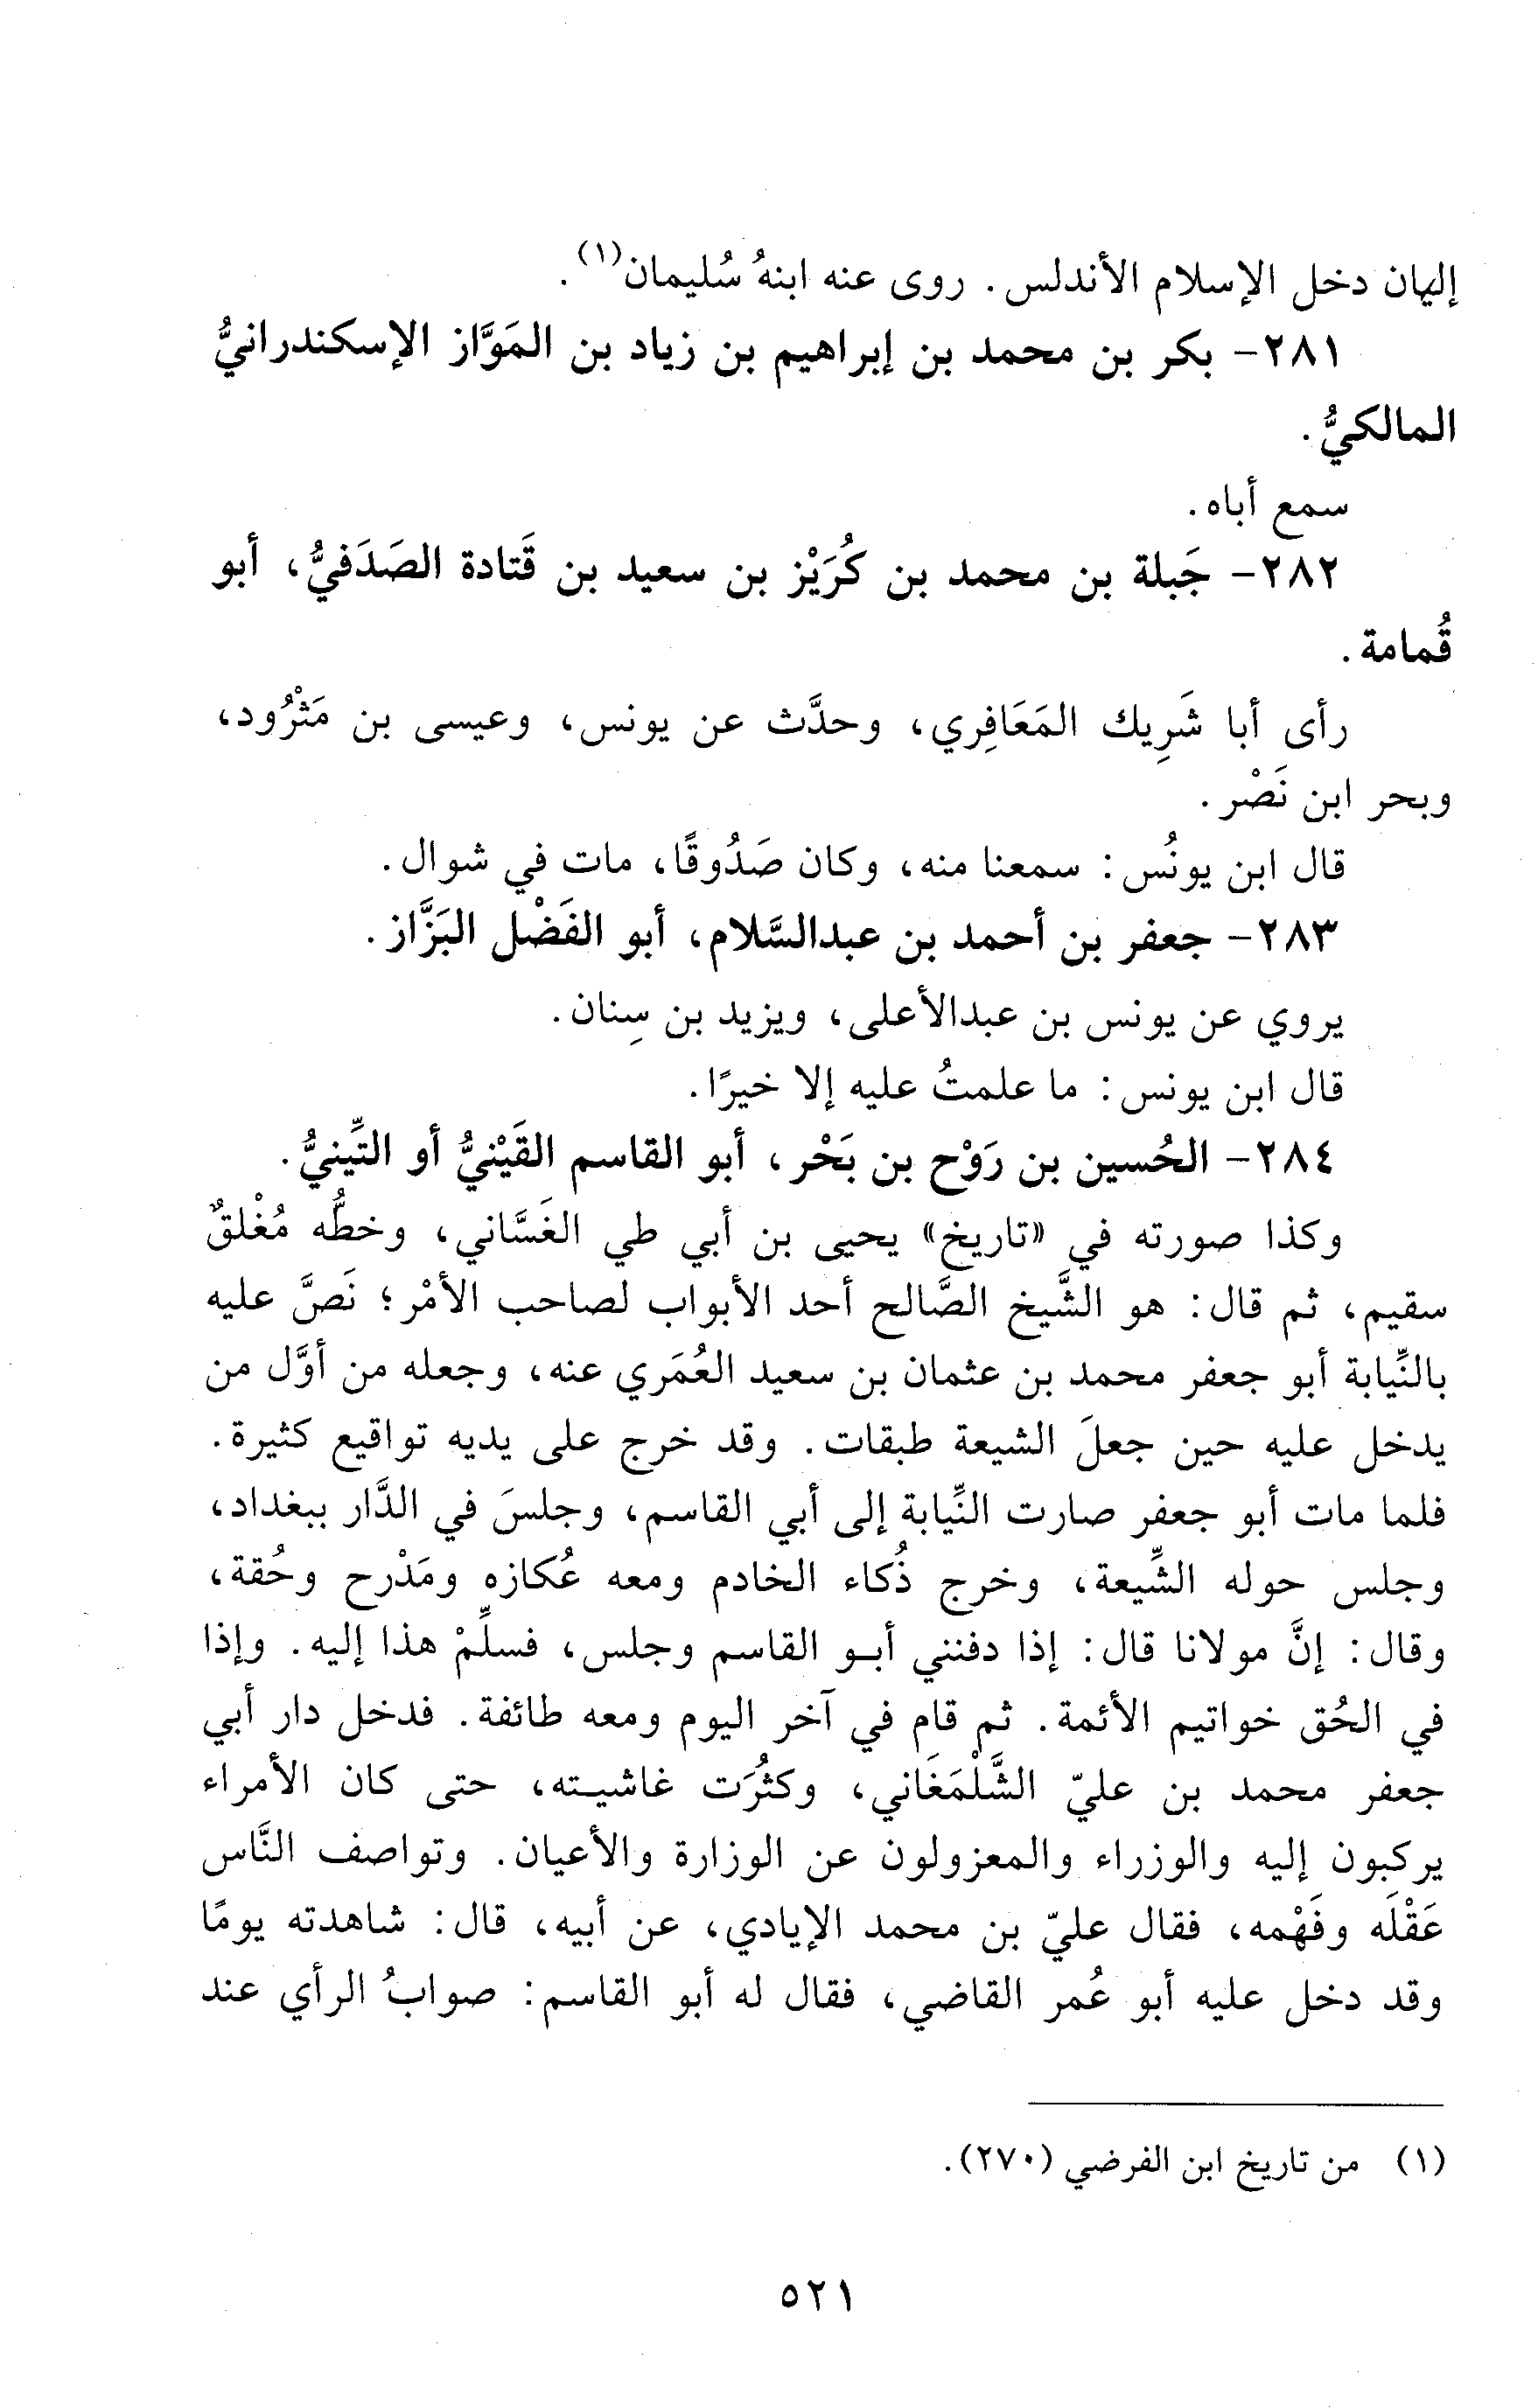 إليان دخل الإسلام الأندلس. روى عنه ابنهُ سُليمان(١).
٢٨١- بكر بن محمد بن إبراهيم بن زياد بن المَوَّاز الإسكندرانيُّ
المالكيُّ.
سمع أباه.
٢٨٢- جَبلة بن محمد بن كُرَيْز بن سعيد بن قَتادة الصَدَفيُّ، أبو
قُمامة.
رأى أبا شَرِيك المَعَافِري، وحدَّث عن يونس، وعيسى بن مَثْرُود،
وبحر ابن نَصْر.
قال ابن يونُس: سمعنا منه، وكان صَدُوقًا، مات في شوال.
٢٨٣- جعفر بن أحمد بن عبدالسَّلام، أبو الفَضْل البَزَّاز.
يروي عن يونس بن عبدالأعلى، ويزيد بن سِنان.
قال ابن يونس: ما علمتُ عليه إلا خيرًا.
٢٨٤- الحُسين بن رَوْح بن بَحْر، أبو القاسم القَيْنيُّ أو التِّينيُّ.
وكذا صورته في «تاريخ» يحيى بن أبي طي الغَسَّاني، وخطُّه مُغْلقٌ
سقيم، ثم قال: هو الشَّيخ الصَّالح أحد الأبواب لصاحب الأمْر؛ نَصَّ عليه
بالنِّيابة أبو جعفر محمد بن عثمان بن سعيد العُمَري عنه، وجعله من أوَّل من
يدخل عليه حين جعلَ الشيعة طبقات. وقد خرج على يديه تواقيع كثيرة.
فلما مات أبو جعفر صارت النِّيابة إلى أبي القاسم، وجلسَ في الدَّار ببغداد،
وجلس حوله الشِّيعة، وخرج ذُكاء الخادم ومعه عُكازه ومَدْرح وحُقة،
وقال: إنَّ مولانا قال: إذا دفنني أبـو القاسم وجلس، فسلِّمْ هذا إليه. وإذا
في الحُق خواتيم الأئمة. ثم قام في آخر اليوم ومعه طائفة. فدخل دار أبي
جعفر محمد بن عليّ الشَّلْمَغَاني، وكثُرَت غاشيـته، حتى كان الأمراء
يركبون إليه والوزراء والمعزولون عن الوزارة والأعيان. وتواصف النَّاس
عَقْلَه وفَهْمه، فقال عليّ بن محمد الإيادي، عن أبيه، قال: شاهدته يومًا
وقد دخل عليه أبو عُمر القاضي، فقال له أبو القاسم: صوابُ الرأي عند
(١) من تاريخ ابن الفرضي (٢٧٠).
٥٢١